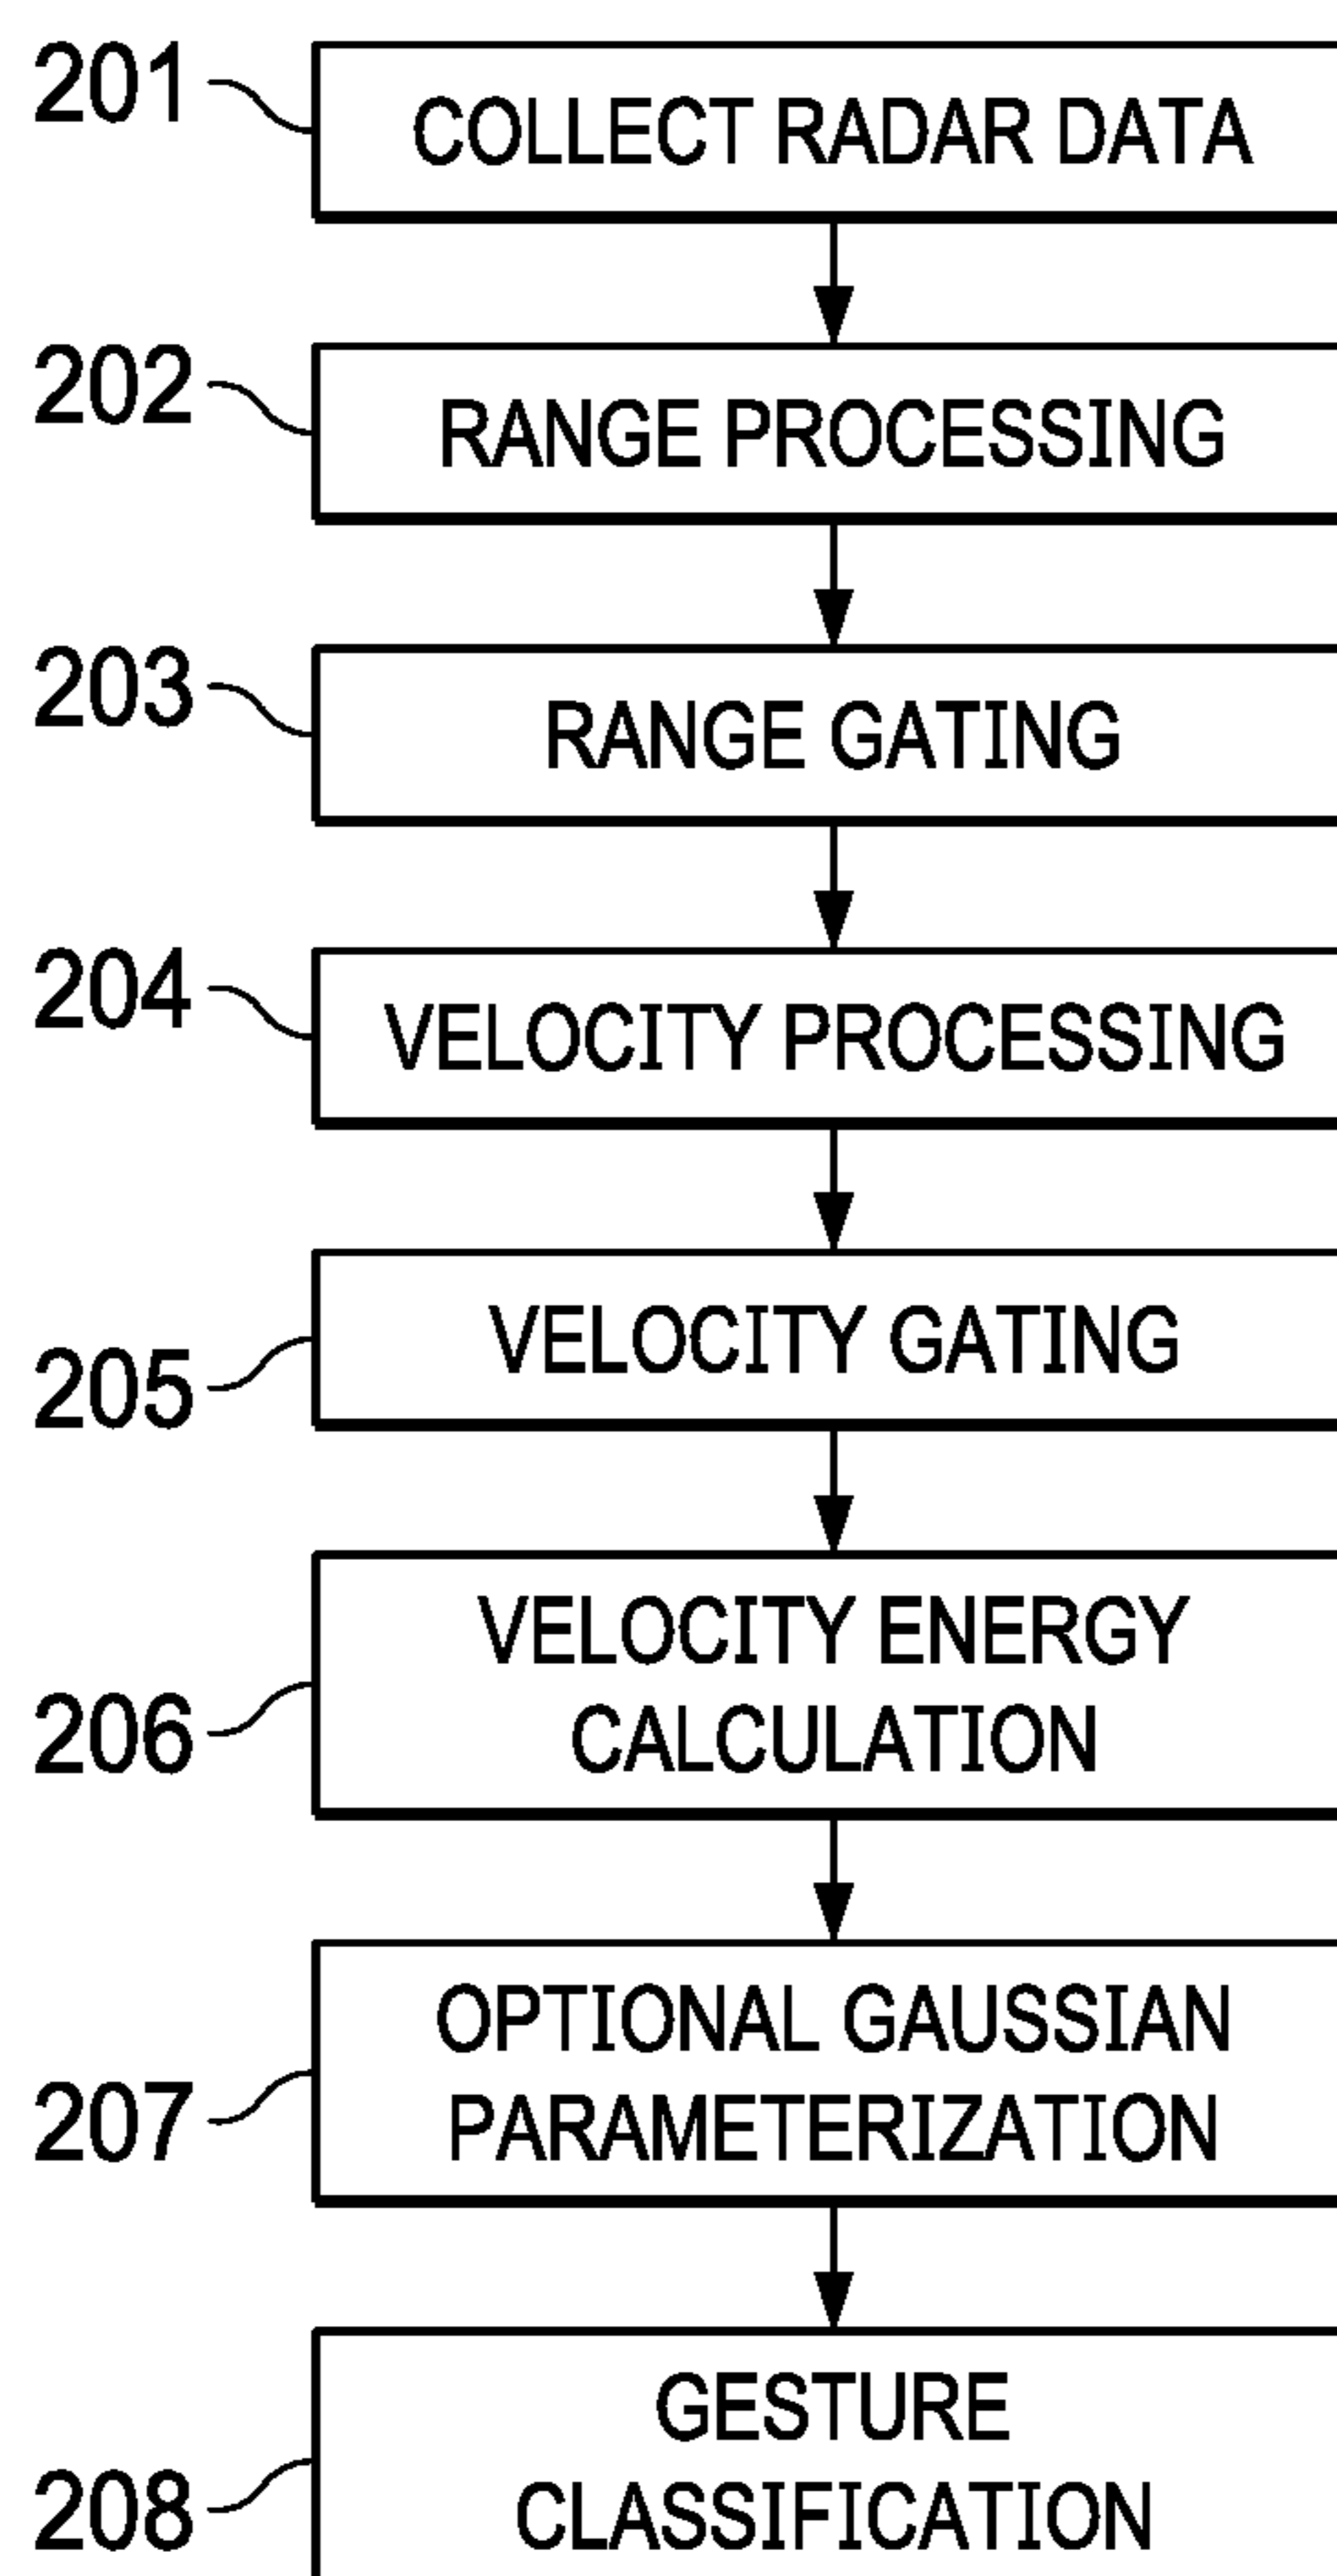 201
COLLECT RADAR DATA
202
RANGE PROCESSING
203
RANGE GATING
204
VELOCITY PROCESSING
205
VELOCITY GATING
206
VELOCITY ENERGY
CALCULATION
207
OPTIONAL GAUSSIAN
PARAMETERIZATION
208
GESTURE
CLASSIFICATION